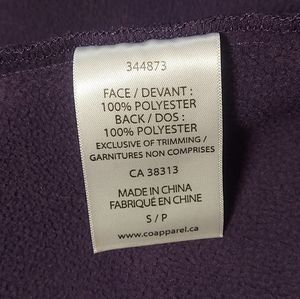 344873
FACE / DEVANT :
100% POLYESTER
BACK / DOS :
100% POLYESTER
EXCLUSIVE OF TRIMMING /
GARNITURES NON COMPRISES
CA 38313
MADE IN CHINA
FABRIQUÉ EN CHINE
S / P
www.coapparel.ca